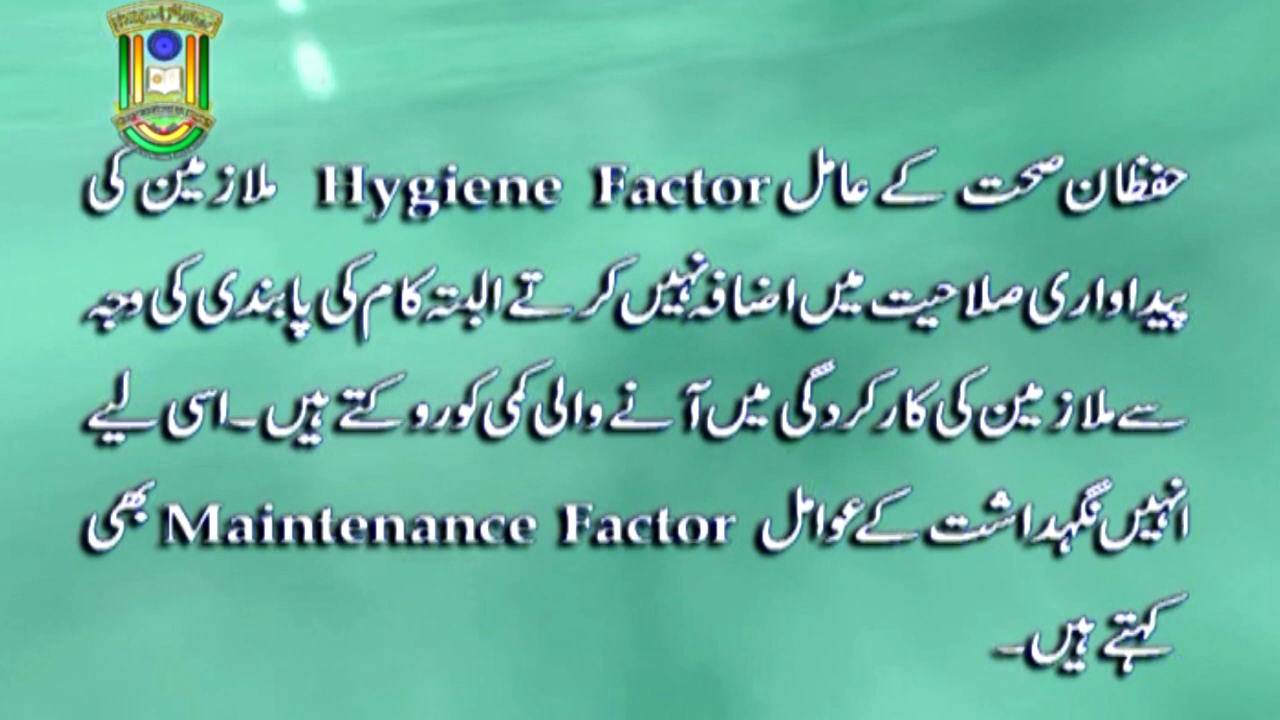 حفظان صحت کے عامل Hygiene Factor ملازمین کی
پیداواری صلاحیت میں اضافہ نہیں کرتے البتہ کام کی پابندی کی وجہ
سے ملازمین کی کارکردگی میں آنے والی کمی کو روکتے ہیں۔ اسی لیے
انہیں نگہداشت کے عوامل Maintenance Factor بھی
کہتے ہیں۔